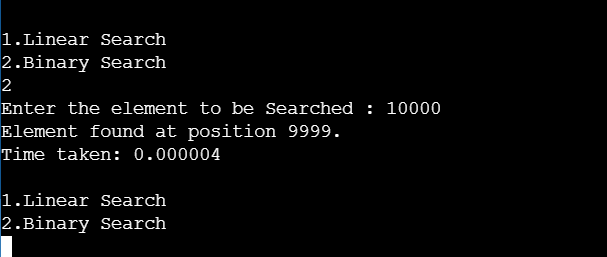 1.Linear Search
2.Binary Search
2
Enter the element to be Searched : 10000
Element found at position 9999.
Time taken: 0.000004
1.Linear Search
2.Binary Search